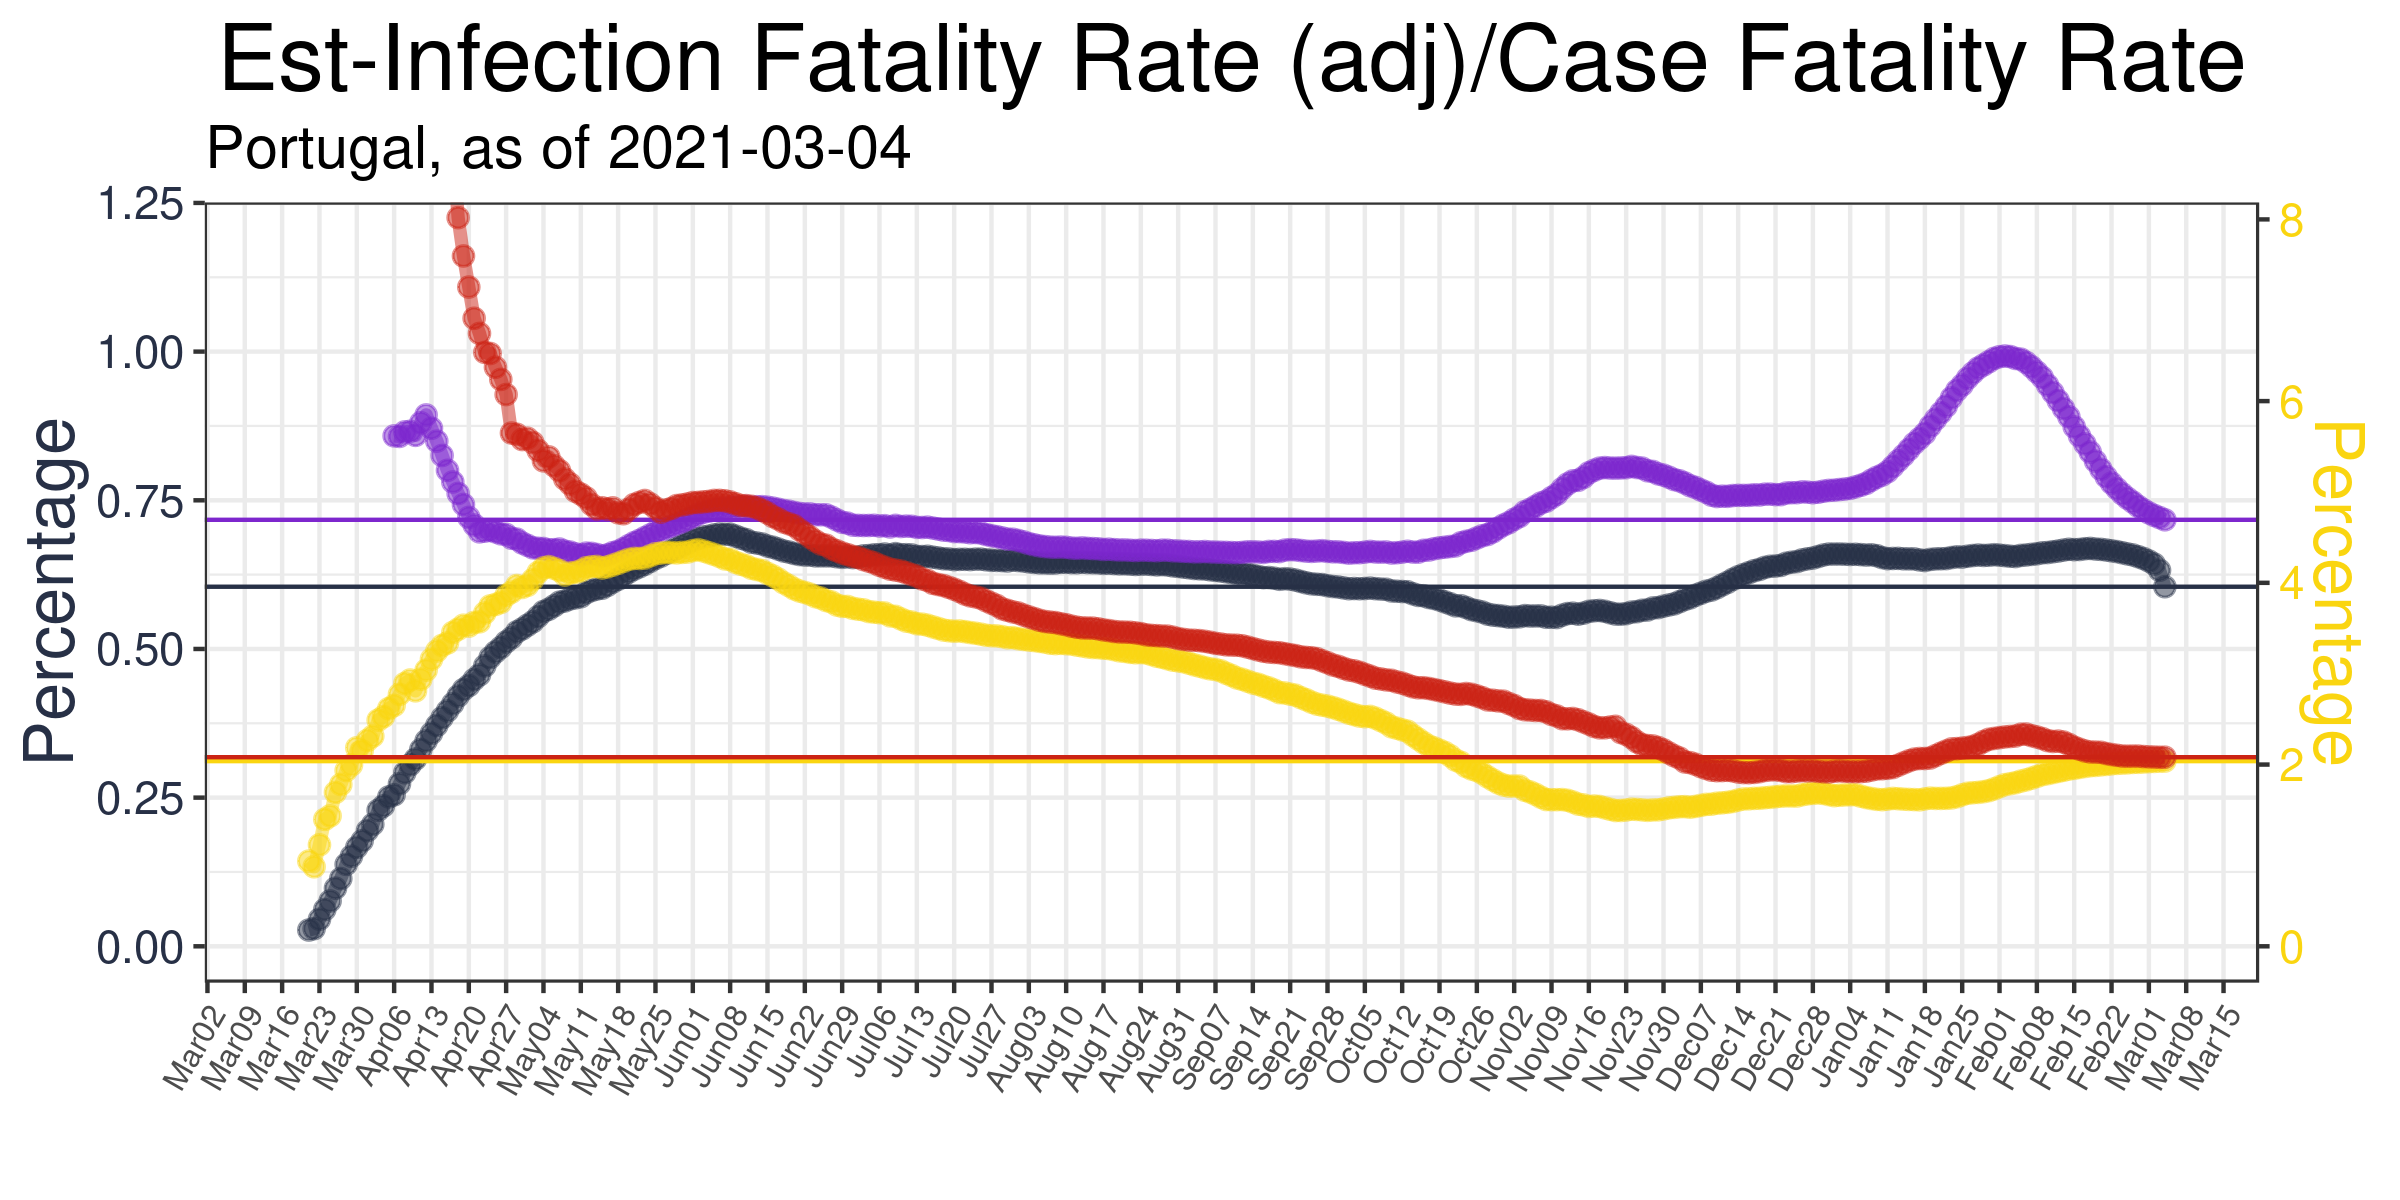 Est-Infection Fatality Rate (adj)/Case Fatality Rate
Portugal, as of 2021-03-04
Percentage
1.25
1.00
0.75
0.50
0.25
0.00
8
6
4
2
0
Percentage
Mar02
Mar09
Mar16
Mar23
Mar30
Apr06
Apr13
Apr20
Apr27
May04
May11
May18
May25
Jun01
Jun08
Jun15
Jun22
Jun29
Jul06
Jul13
Jul20
Jul27
Aug03
Aug10
Aug17
Aug24
Aug31
Sep07
Sep14
Sep21
Sep28
Oct05
Oct12
Oct19
Oct26
Nov02
Nov09
Nov16
Nov23
Nov30
Dec07
Dec14
Dec21
Dec28
Jan04
Jan11
Jan18
Jan25
Feb01
Feb08
Feb15
Feb22
Mar01
Mar08
Mar15